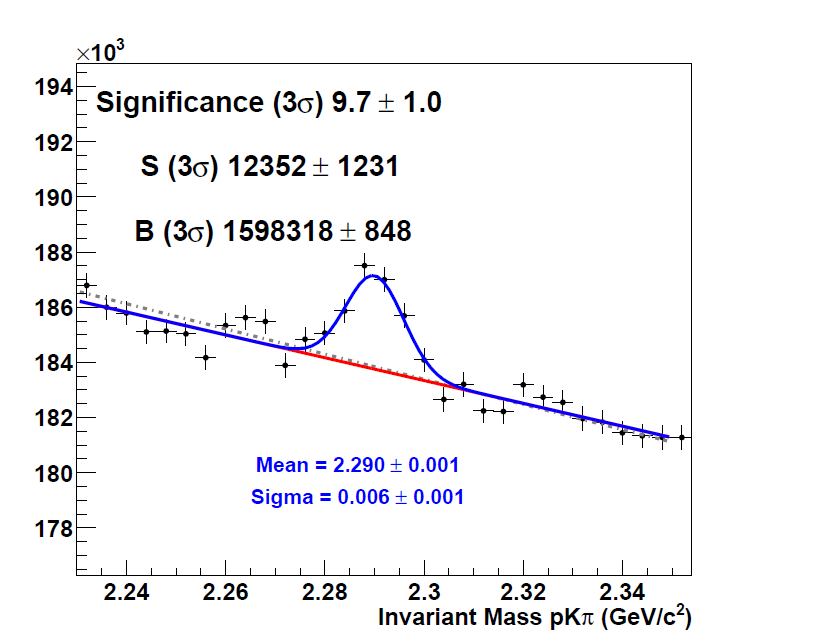 ×10³
194
Significance (3σ) 9.7 ± 1.0
192
S (3σ) 12352 ± 1231
190
B (3σ) 1598318 ± 848
188
186
184
182
180
Mean = 2.290 ± 0.001
Sigma = 0.006 ± 0.001
178
2.24 2.26 2.28 2.3 2.32 2.34
Invariant Mass pKπ (GeV/c²)